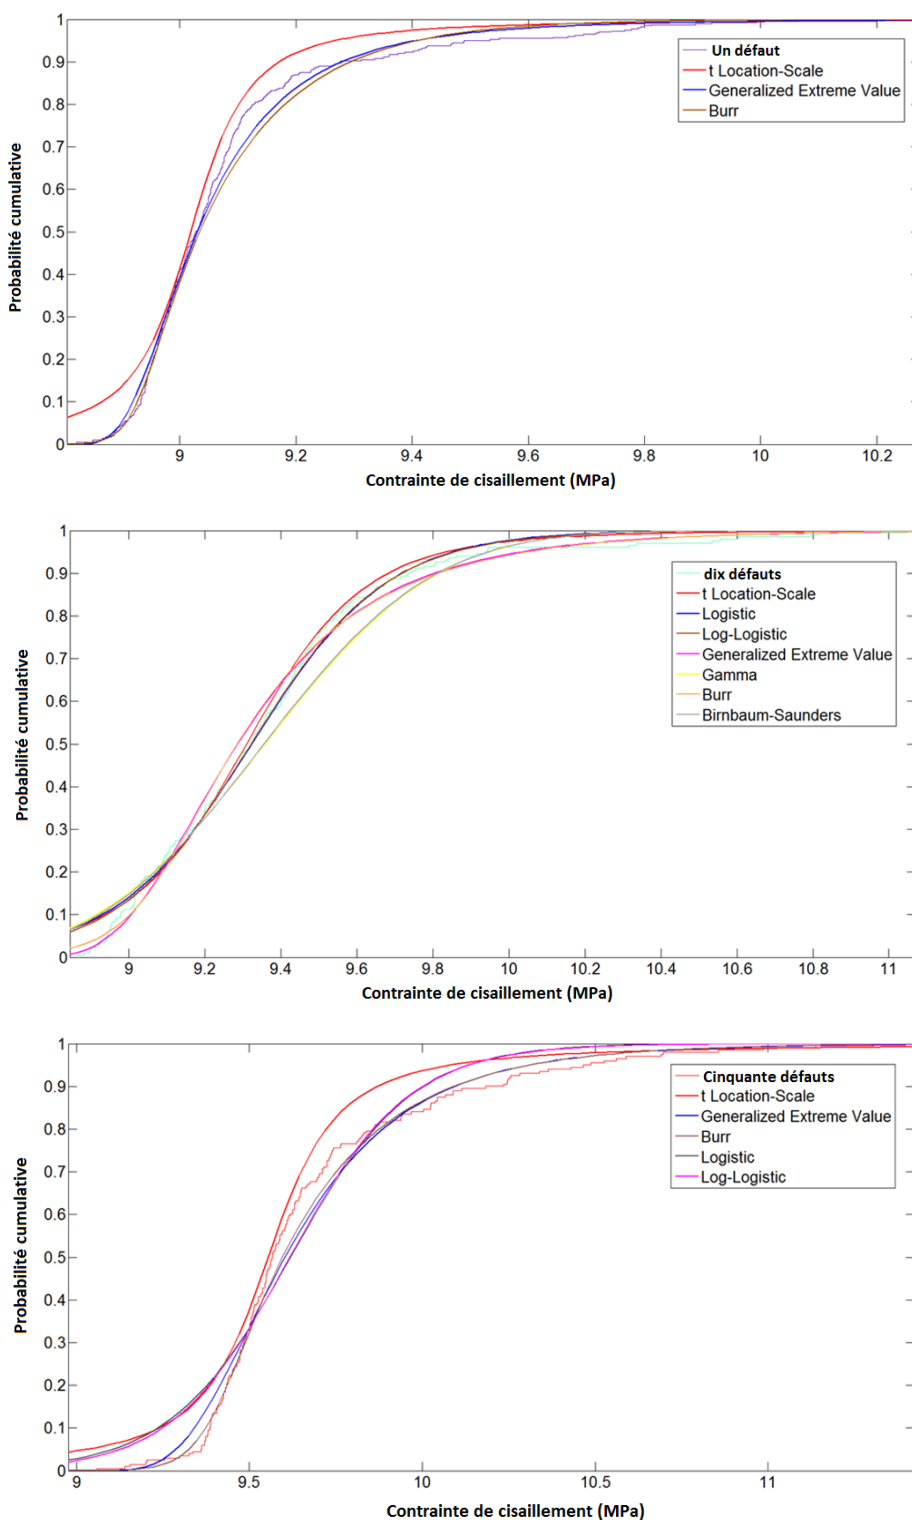 1
0.9
0.8
0.7
0.6
0.5
0.4
0.3
0.2
0.1
0
Probabilité cumulative
Un défaut
t Location-Scale
Generalized Extreme Value
Burr
9 9.2 9.4 9.6 9.8 10 10.2
Contrainte de cisaillement (MPa)
1
0.9
0.8
0.7
0.6
0.5
0.4
0.3
0.2
0.1
0
Probabilité cumulative
dix défauts
t Location-Scale
Logistic
Log-Logistic
Generalized Extreme Value
Gamma
Burr
Birnbaum-Saunders
9 9.2 9.4 9.6 9.8 10 10.2 10.4 10.6 10.8 11
Contrainte de cisaillement (MPa)
1
0.9
0.8
0.7
0.6
0.5
0.4
0.3
0.2
0.1
0
Probabilité cumulative
Cinquante défauts
t Location-Scale
Generalized Extreme Value
Burr
Logistic
Log-Logistic
9 9.5 10 10.5 11
Contrainte de cisaillement (MPa)